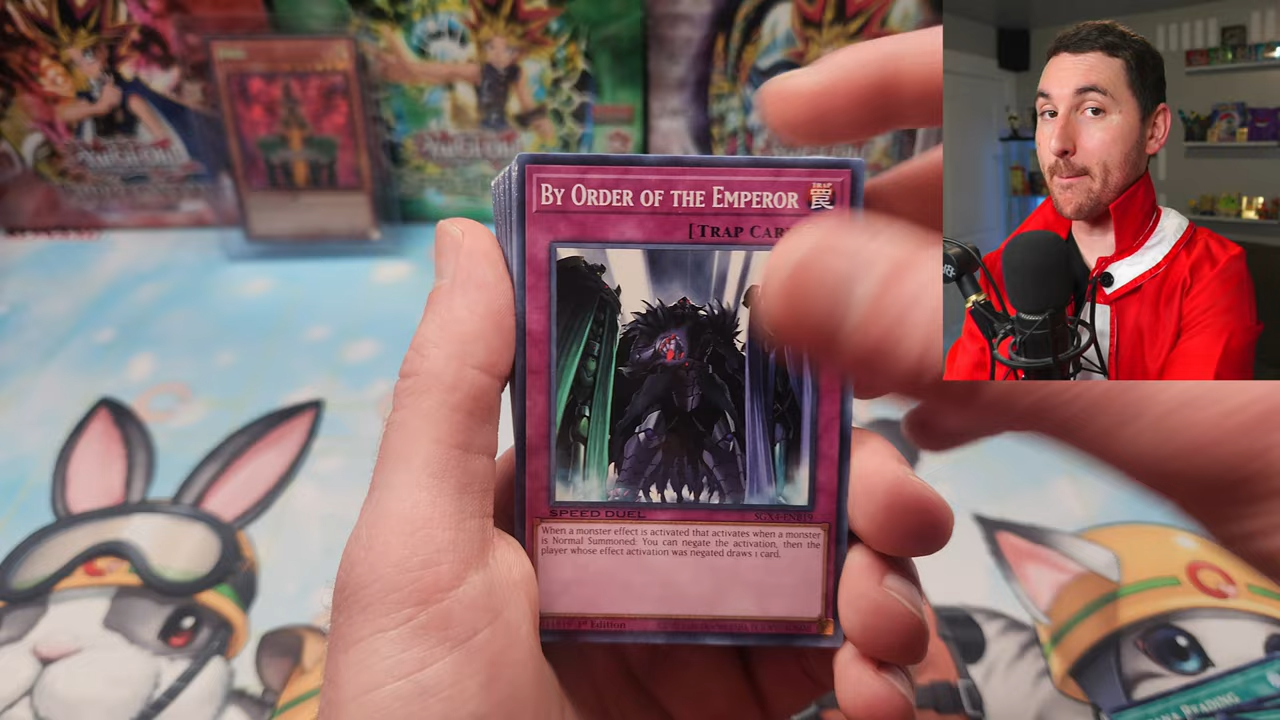 BY ORDER OF THE EMPEROR
TRAP
[TRAP CAR
SPEED DUEL
When a monster effect is activated that activates when a monster
is Normal Summoned: You can negate the activation, then the
player whose effect activation was negated draws 1 card.
1st Edition
READING